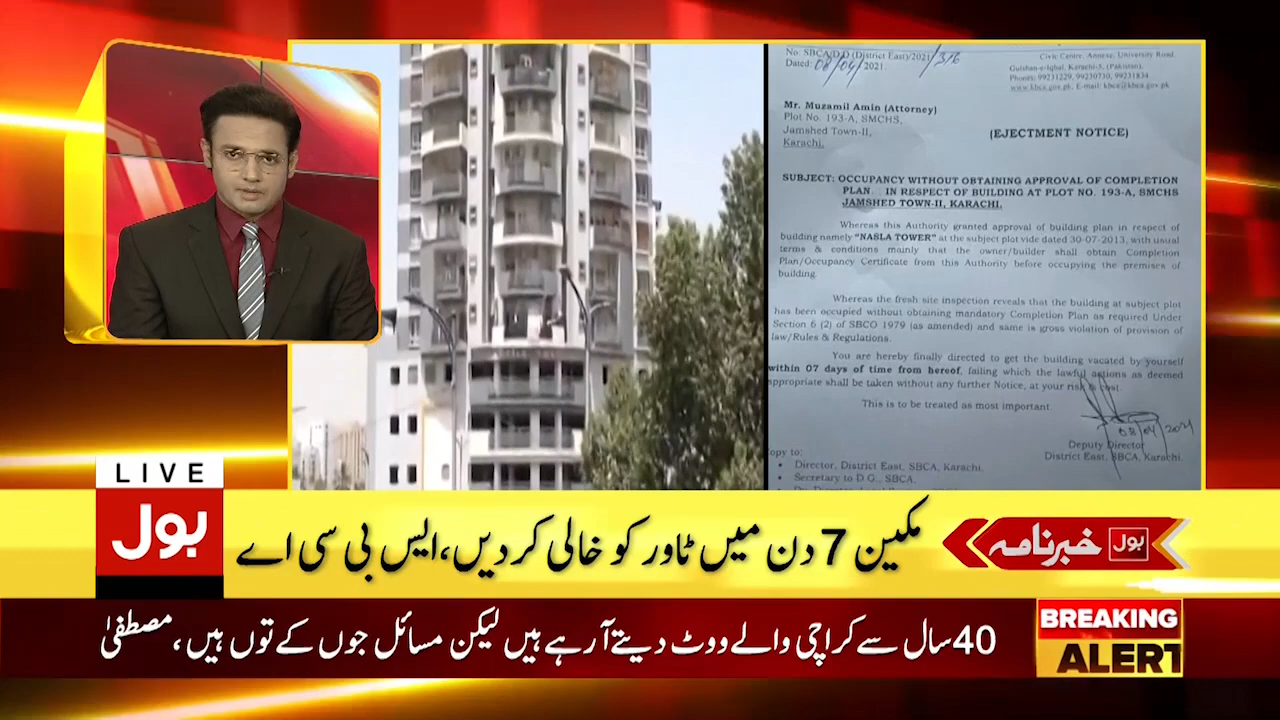 No. SBCA/D.D (District East)/2021/316
Dated: 08/04/2021.
Civic Centre, Annexe, University Road
Gulshan-e-Iqbal, Karachi-5, (Pakistan)
Phones: 99231229, 99230730, 99231834
www.kbca.gov.pk, E-mail: kbca@kbca.gov.pk
Mr. Muzamil Amin (Attorney)
Plot No. 193-A, SMCHS,
Jamshed Town-II,
Karachi.
(EJECTMENT NOTICE)
SUBJECT: OCCUPANCY WITHOUT OBTAINING APPROVAL OF COMPLETION
PLAN IN RESPECT OF BUILDING AT PLOT NO. 193-A, SMCHS
JAMSHED TOWN-II, KARACHI.
Whereas this Authority granted approval of building plan in respect of
building namely "NASLA TOWER" at the subject plot vide dated 30-07-2013, with usual
terms & conditions mainly that the owner/builder shall obtain Completion
Plan/Occupancy Certificate from this Authority before occupying the premises of
building.
Whereas the fresh site inspection reveals that the building at subject plot
has been occupied without obtaining mandatory Completion Plan as required Under
Section 6 (2) of SBCO 1979 (as amended) and same is gross violation of provision of
law/Rules & Regulations.
You are hereby finally directed to get the building vacated by yourself
within 07 days of time from hereof, failing which the lawful actions as deemed
appropriate shall be taken without any further Notice, at your risk & cost.
This is to be treated as most important.
08/04/2021
Deputy Director
District East, SBCA, Karachi.
opy to:
• Director, District East, SBCA, Karachi.
• Secretary to D.G., SBCA.
LIVE
بول
مکین 7 دن میں ٹاور کو خالی کردیں، ایس بی سی اے
بول خبرنامہ
40 سال سے کراچی والے ووٹ دیتے آرہے ہیں لیکن مسائل جوں کے توں ہیں، مصطفیٰ
BREAKING
ALERT